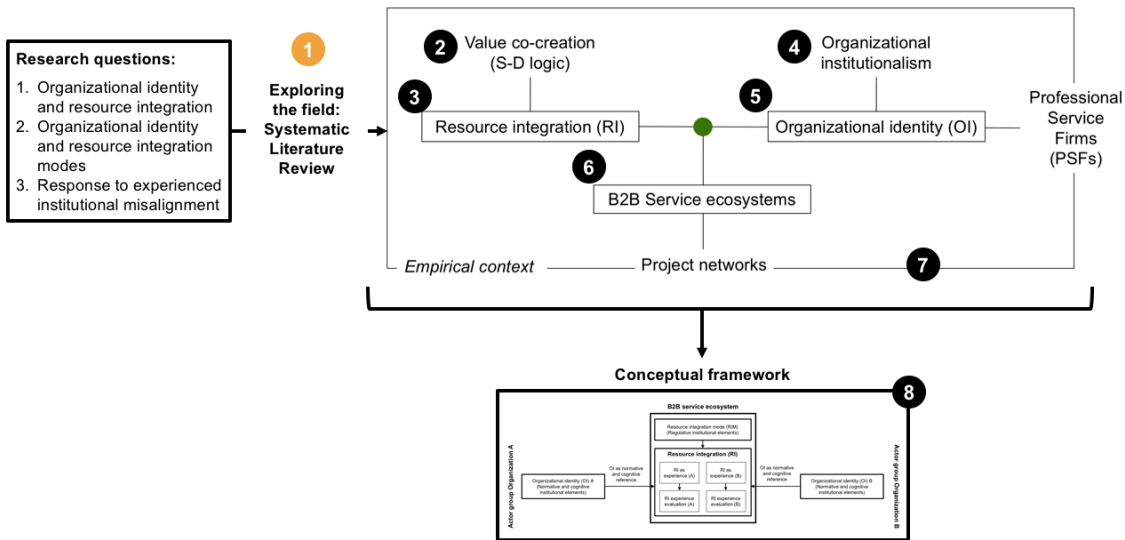 Research questions:
1. Organizational identity
and resource integration
2. Organizational identity
and resource integration
modes
3. Response to experienced
institutional misalignment
1
Exploring
the field:
Systematic
Literature
Review
2
Value co-creation
(S-D logic)
3
Resource integration (RI)
4
Organizational
institutionalism
5
Organizational identity (OI)
Professional
Service
Firms
(PSFs)
6
B2B Service ecosystems
Empirical context
Project networks
7
Conceptual framework
8
B2B service ecosystem
Resource integration mode (RIM)
(Regulative institutional elements)
Resource integration (RI)
RI as
experience (A)
RI as
experience (B)
RI experience
evaluation (A)
RI experience
evaluation (B)
Actor group Organization A
Organizational identity (OI) A
(Normative and cognitive
institutional elements)
OI as normative
and cognitive
reference
OI as normative
and cognitive
reference
Organizational identity (OI) B
(Normative and cognitive
institutional elements)
Actor group Organization B